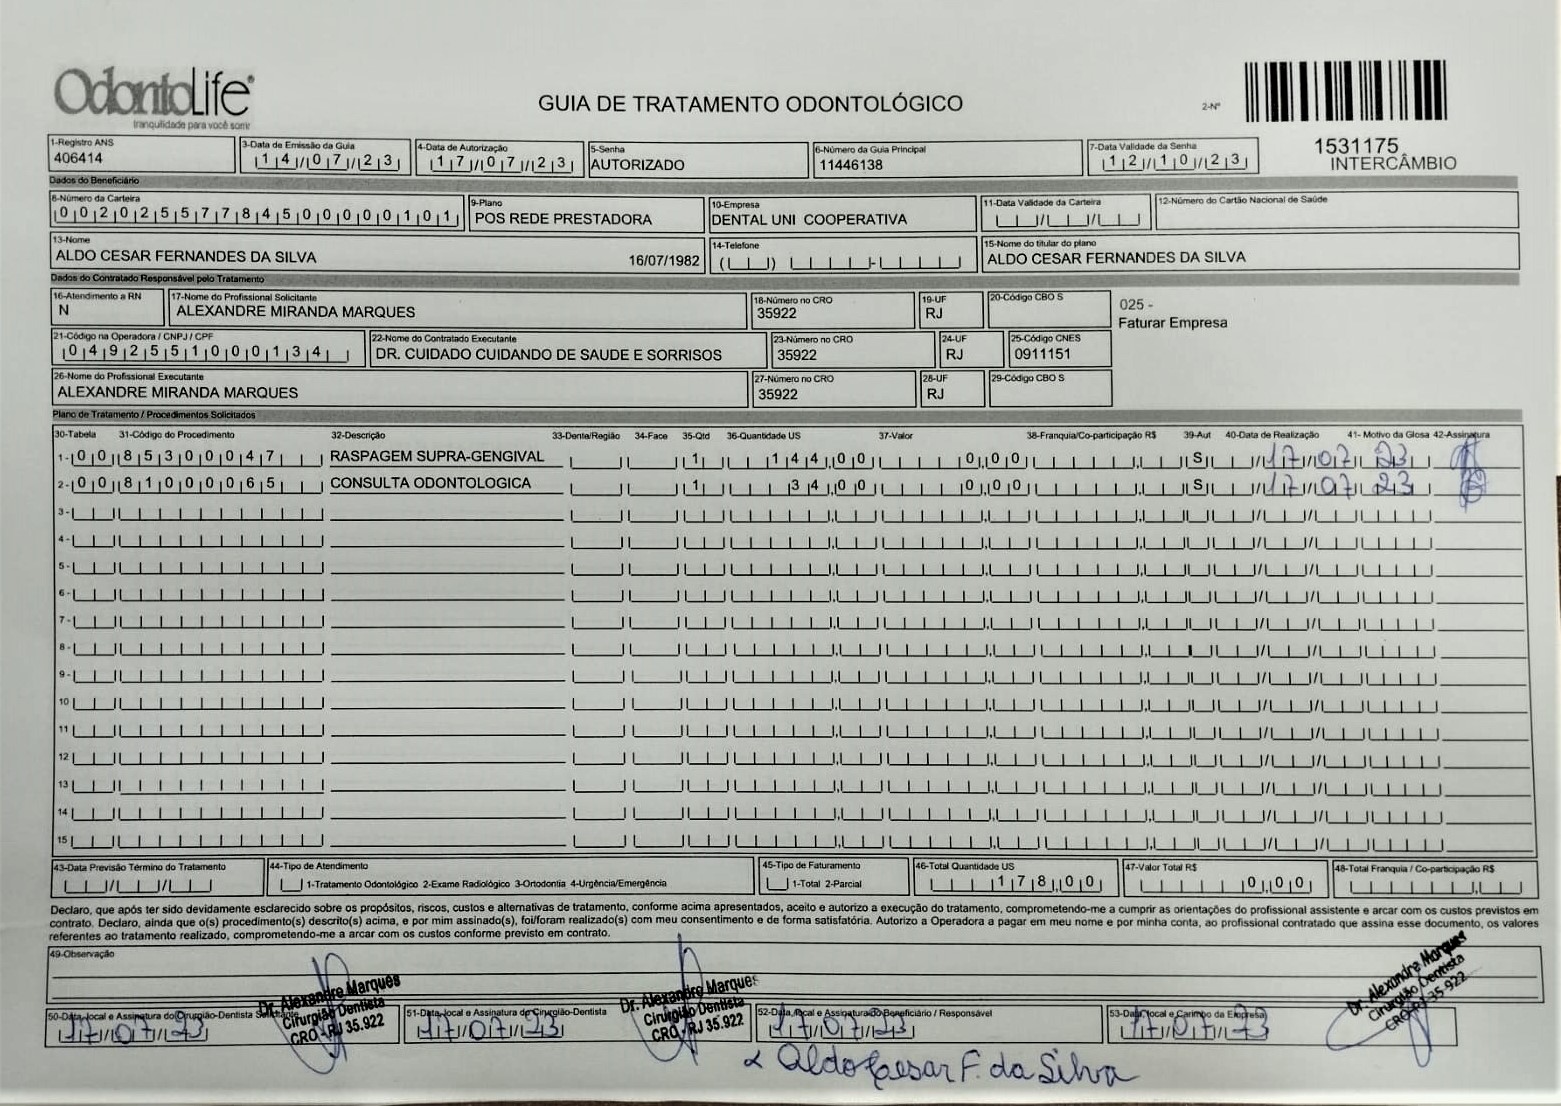 OdontoLife
tranquilidade para você sorrir
GUIA DE TRATAMENTO ODONTOLÓGICO
2-Nº
1531175
INTERCÂMBIO
1-Registro ANS
406414
3-Data de Emissão da Guia
14/07/23
4-Data de Autorização
17/07/23
5-Senha
AUTORIZADO
6-Número da Guia Principal
11446138
7-Data Validade da Senha
12/10/23
Dados do Beneficiário
8-Número da Carteira
00202557784500000101
9-Plano
POS REDE PRESTADORA
10-Empresa
DENTAL UNI COOPERATIVA
11-Data Validade da Carteira
12-Número do Cartão Nacional de Saúde
13-Nome
ALDO CESAR FERNANDES DA SILVA 16/07/1982
14-Telefone
15-Nome do titular do plano
ALDO CESAR FERNANDES DA SILVA
Dados do Contratado Responsável pelo Tratamento
16-Atendimento a RN
N
17-Nome do Profissional Solicitante
ALEXANDRE MIRANDA MARQUES
18-Número no CRO
35922
19-UF
RJ
20-Código CBO S
025 -
Faturar Empresa
21-Código na Operadora / CNPJ / CPF
04925510001 34
22-Nome do Contratado Executante
DR. CUIDADO CUIDANDO DE SAUDE E SORRISOS
23-Número no CRO
35922
24-UF
RJ
25-Código CNES
0911151
26-Nome do Profissional Executante
ALEXANDRE MIRANDA MARQUES
27-Número no CRO
35922
28-UF
RJ
29-Código CBO S
Plano de Tratamento / Procedimentos Solicitados
30-Tabela 31-Código do Procedimento 32-Descrição 33-Dente/Região 34-Face 35-Qtd 36-Quantidade US 37-Valor 38-Franquia/Co-participação R$ 39-Aut 40-Data de Realização 41- Motivo da Glosa 42-Assinatura
1- 00 85300047 RASPAGEM SUPRA-GENGIVAL 1 144,00 0,00 S 17/07/23
2- 00 81000065 CONSULTA ODONTOLOGICA 1 34,00 0,00 S 17/07/23
3-
4-
5-
6-
7-
8-
9-
10
11
12
13
14
15
43-Data Previsão Término do Tratamento
44-Tipo de Atendimento
1-Tratamento Odontológico 2-Exame Radiológico 3-Ortodontia 4-Urgência/Emergência
45-Tipo de Faturamento
1-Total 2-Parcial
46-Total Quantidade US
178,00
47-Valor Total R$
0,00
48-Total Franquia / Co-participação R$
Declaro, que após ter sido devidamente esclarecido sobre os propósitos, riscos, custos e alternativas de tratamento, conforme acima apresentados, aceito e autorizo a execução do tratamento, comprometendo-me a cumprir as orientações do profissional assistente e arcar com os custos previstos em
contrato. Declaro, ainda que o(s) procedimento(s) descrito(s) acima, e por mim assinado(s), foi/foram realizado(s) com meu consentimento e de forma satisfatória. Autorizo a Operadora a pagar em meu nome e por minha conta, ao profissional contratado que assina esse documento, os valores
referentes ao tratamento realizado, comprometendo-me a arcar com os custos conforme previsto em contrato.
49-Observação
50-Data, local e Assinatura do Cirurgião-Dentista Solicitante
17/07/23
Dr. Alexandre Marques
Cirurgião Dentista
CRO - RJ 35.922
51-Data, local e Assinatura do Cirurgião-Dentista
17/07/23
Dr. Alexandre Marques
Cirurgião Dentista
CRO - RJ 35.922
52-Data, local e Assinatura do Beneficiário / Responsável
17/07/23
53-Data, local e Carimbo da Empresa
17/07/23
Dr. Alexandre Marques
Cirurgião Dentista
CRO - RJ 35.922
Aldo Cesar F. da Silva